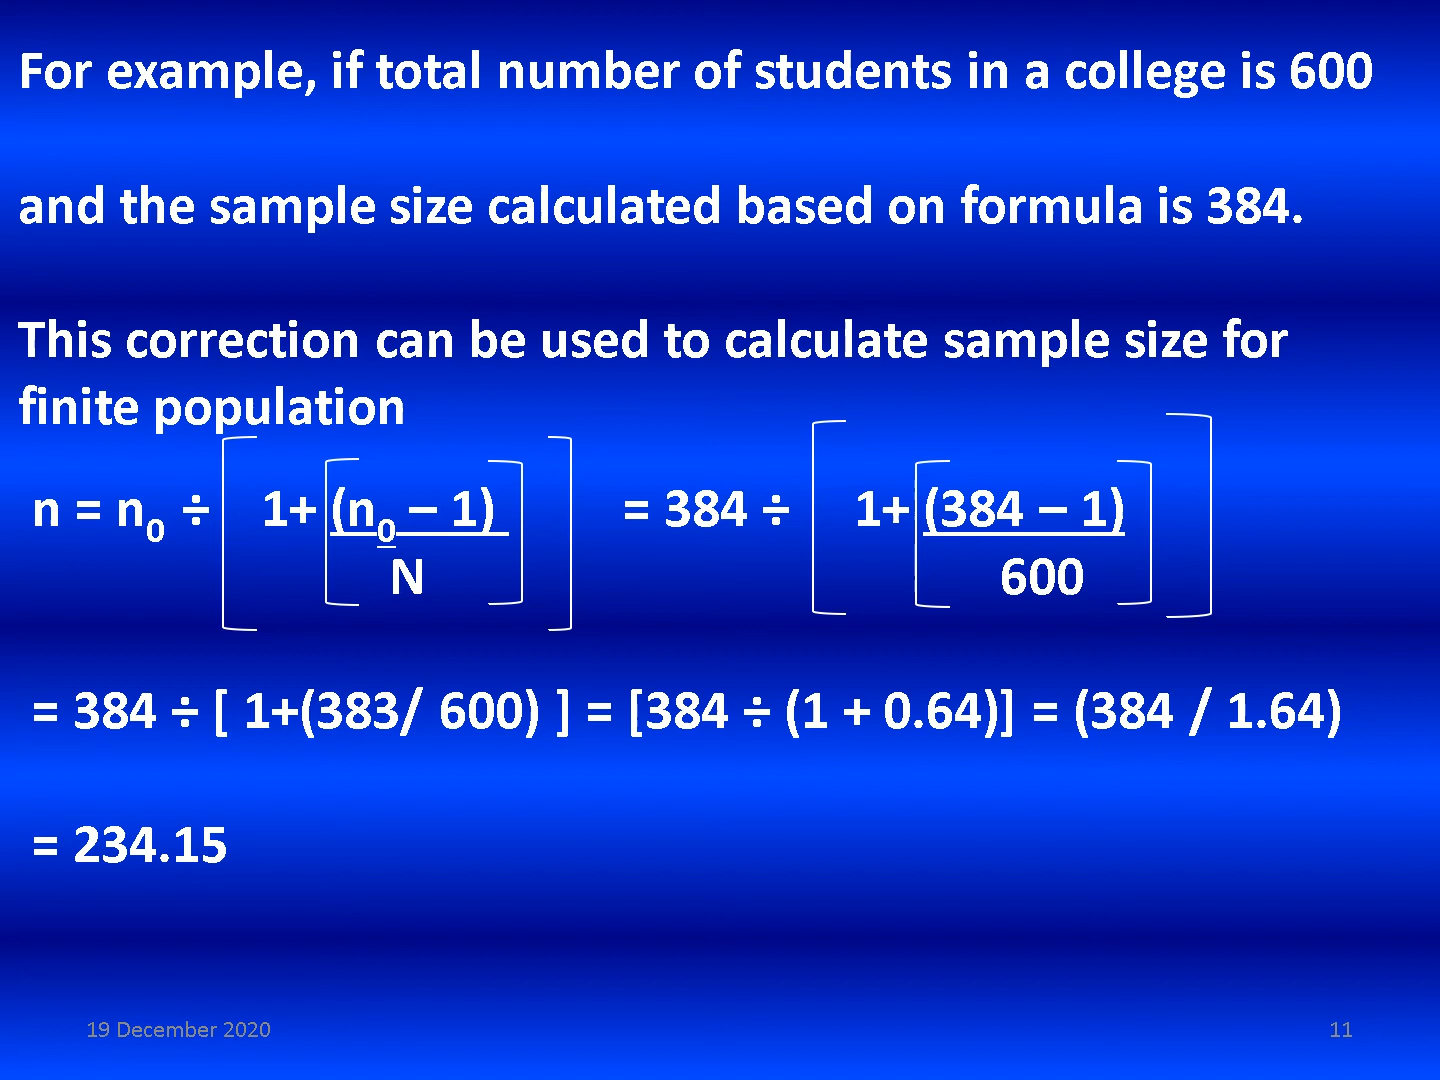 For example, if total number of students in a college is 600
and the sample size calculated based on formula is 384.
This correction can be used to calculate sample size for
finite population
n = n₀ ÷ [ 1+ [ (n₀ – 1) ] ] = 384 ÷ [ 1+ [ (384 – 1) ] ]
N 600
= 384 ÷ [ 1+(383/ 600) ] = [384 ÷ (1 + 0.64)] = (384 / 1.64)
= 234.15
19 December 2020 11